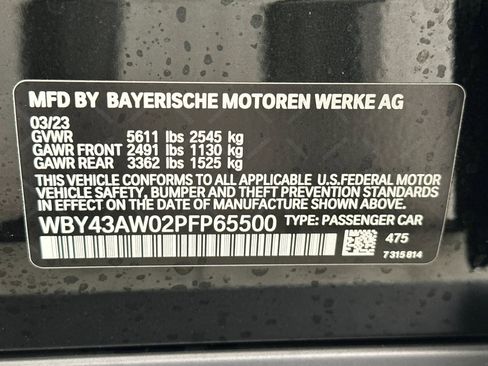 MFD BY BAYERISCHE MOTOREN WERKE AG
03/23
GVWR 5611 lbs 2545 kg
GAWR FRONT 2491 lbs 1130 kg
GAWR REAR 3362 lbs 1525 kg
THIS VEHICLE CONFORMS TO ALL APPLICABLE U.S.FEDERAL MOTOR
VEHICLE SAFETY, BUMPER AND THEFT PREVENTION STANDARDS
IN EFFECT ON THE DATE OF MANUFACTURE SHOWN ABOVE.
WBY43AW02PFP65500 TYPE: PASSENGER CAR
475
7 315 814